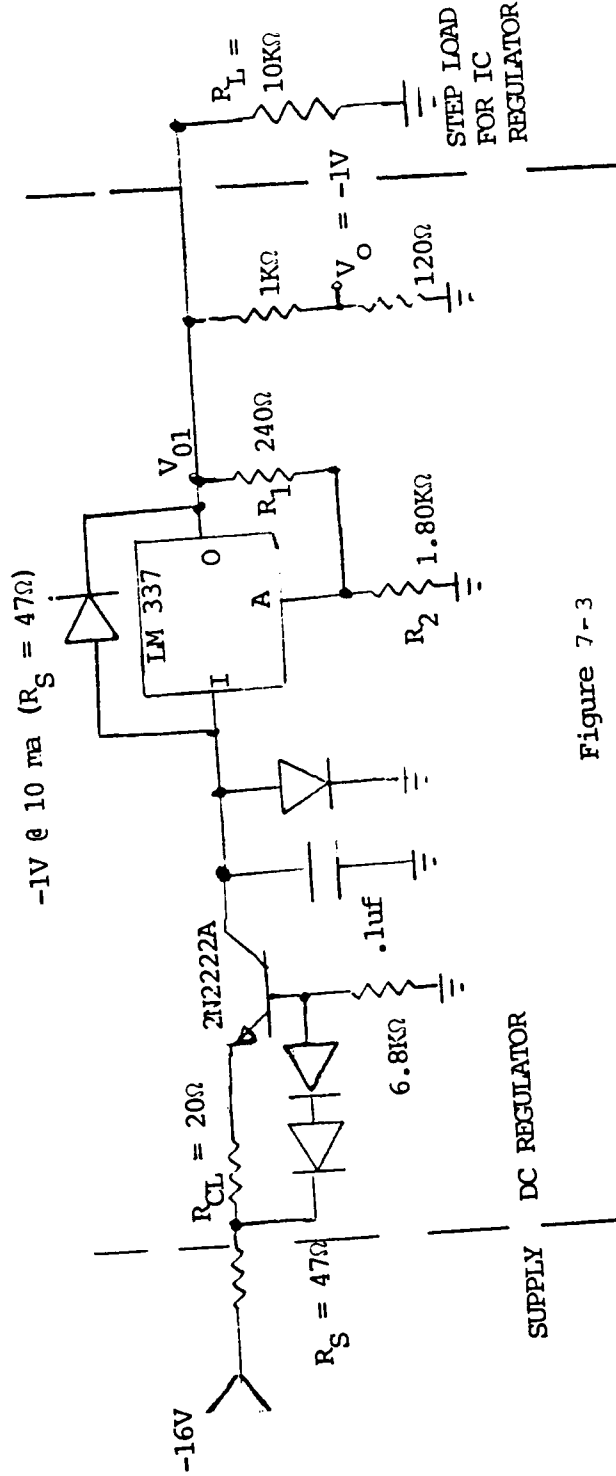 -1V @ 10 ma (R_S = 47Ω)
-16V
R_S = 47Ω
R_CL = 20Ω
2N2222A
6.8KΩ
.1uf
LM 337
I
O
A
V_01
R_1
240Ω
R_2
1.80KΩ
1KΩ
V_O = -1V
120Ω
R_L =
10KΩ
SUPPLY
DC REGULATOR
STEP LOAD
FOR IC
REGULATOR
Figure 7-3